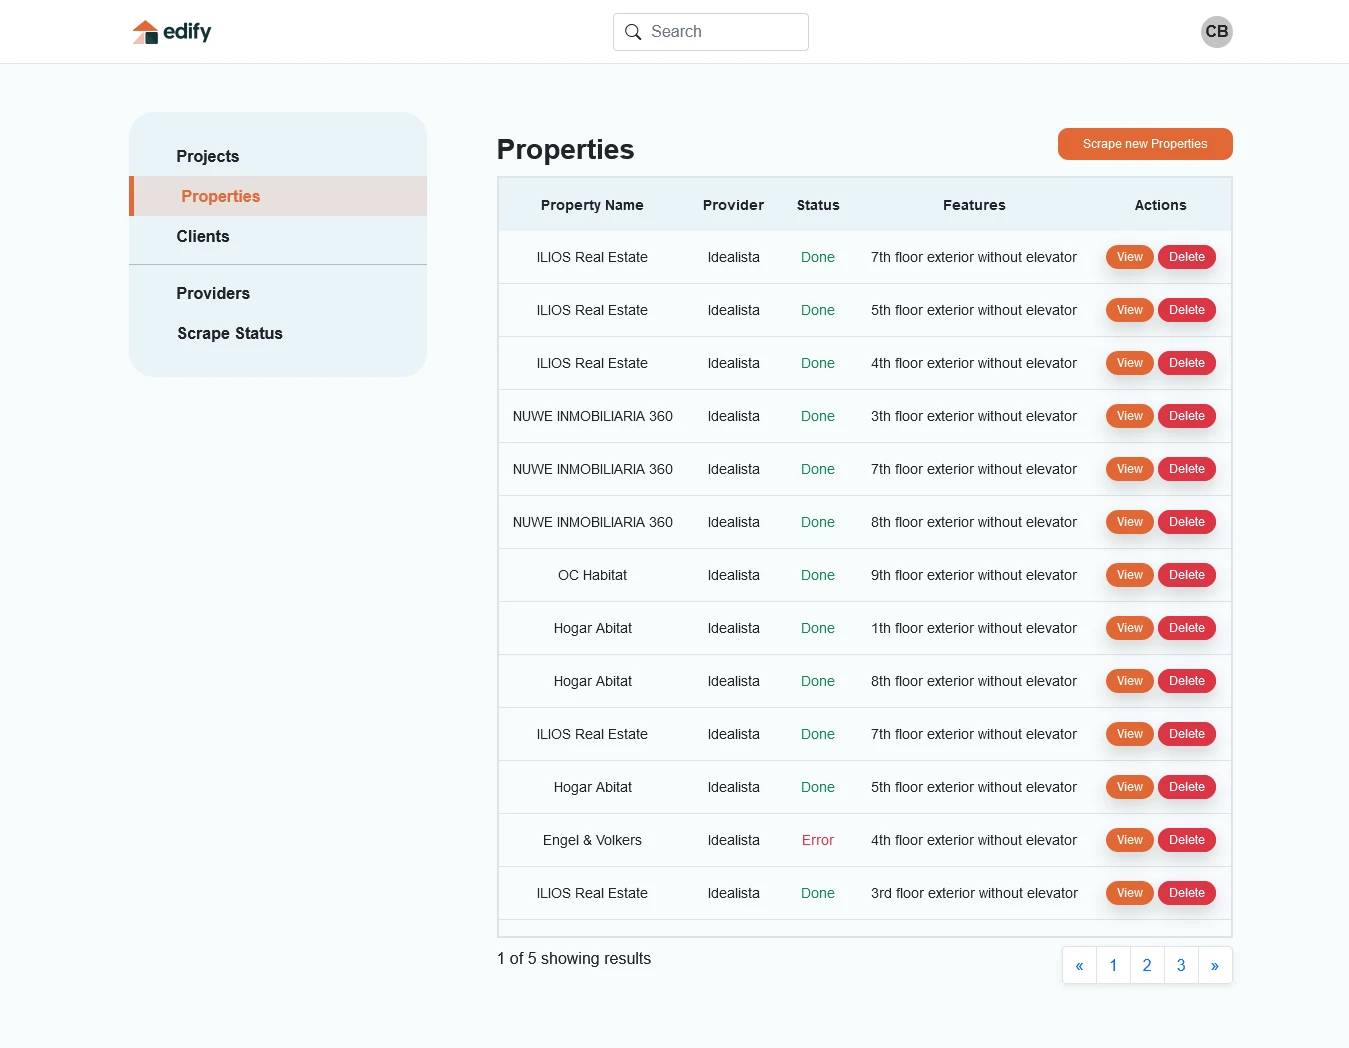 edify
Search
CB
Projects
Properties
Clients
Providers
Scrape Status
Properties
Scrape new Properties
Property Name Provider Status Features Actions
ILIOS Real Estate Idealista Done 7th floor exterior without elevator View Delete
ILIOS Real Estate Idealista Done 5th floor exterior without elevator View Delete
ILIOS Real Estate Idealista Done 4th floor exterior without elevator View Delete
NUWE INMOBILIARIA 360 Idealista Done 3th floor exterior without elevator View Delete
NUWE INMOBILIARIA 360 Idealista Done 7th floor exterior without elevator View Delete
NUWE INMOBILIARIA 360 Idealista Done 8th floor exterior without elevator View Delete
OC Habitat Idealista Done 9th floor exterior without elevator View Delete
Hogar Abitat Idealista Done 1th floor exterior without elevator View Delete
Hogar Abitat Idealista Done 8th floor exterior without elevator View Delete
ILIOS Real Estate Idealista Done 7th floor exterior without elevator View Delete
Hogar Abitat Idealista Done 5th floor exterior without elevator View Delete
Engel & Volkers Idealista Error 4th floor exterior without elevator View Delete
ILIOS Real Estate Idealista Done 3rd floor exterior without elevator View Delete
1 of 5 showing results
« 1 2 3 »